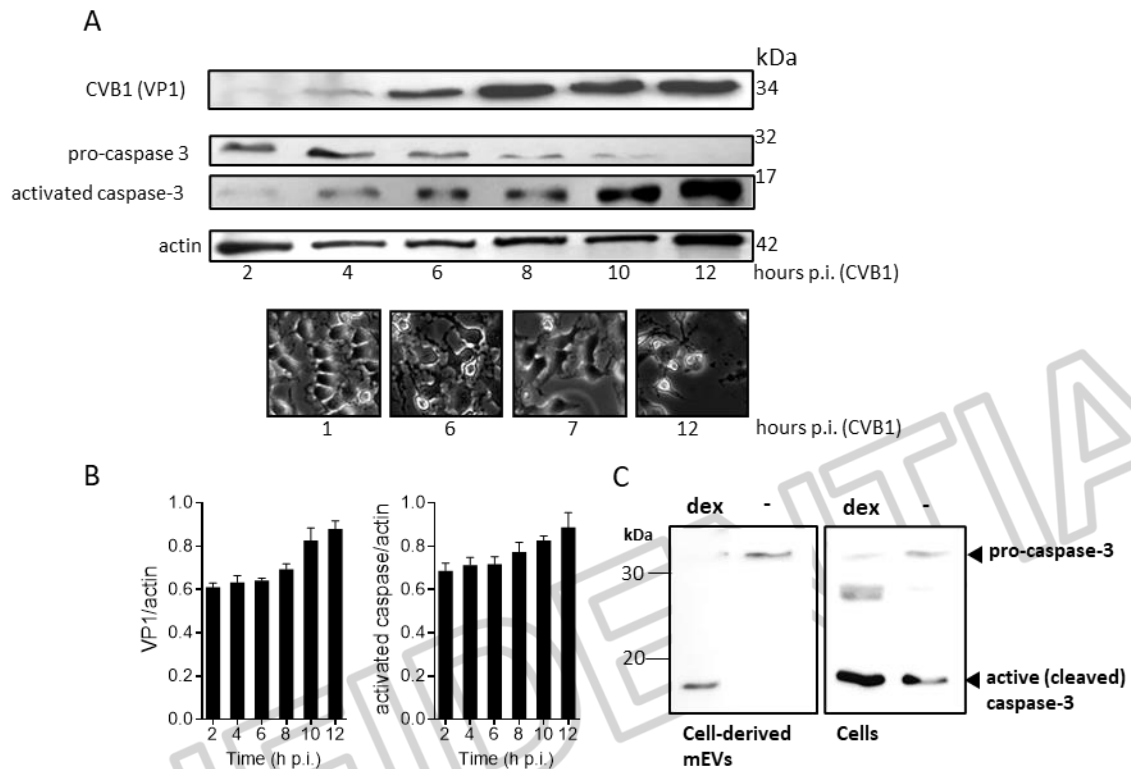 A
kDa
CVB1 (VP1)
34
pro-caspase 3
32
activated caspase-3
17
actin
42
2 4 6 8 10 12 hours p.i. (CVB1)
1 6 7 12 hours p.i. (CVB1)
B
VP1/actin
1.0
0.8
0.6
0.4
0.2
0.0
2 4 6 8 10 12
Time (h p.i.)
activated caspase/actin
1.0
0.8
0.6
0.4
0.2
0.0
2 4 6 8 10 12
Time (h p.i.)
C
dex - dex -
kDa
30
20
pro-caspase-3
active (cleaved)
caspase-3
Cell-derived
mEVs
Cells